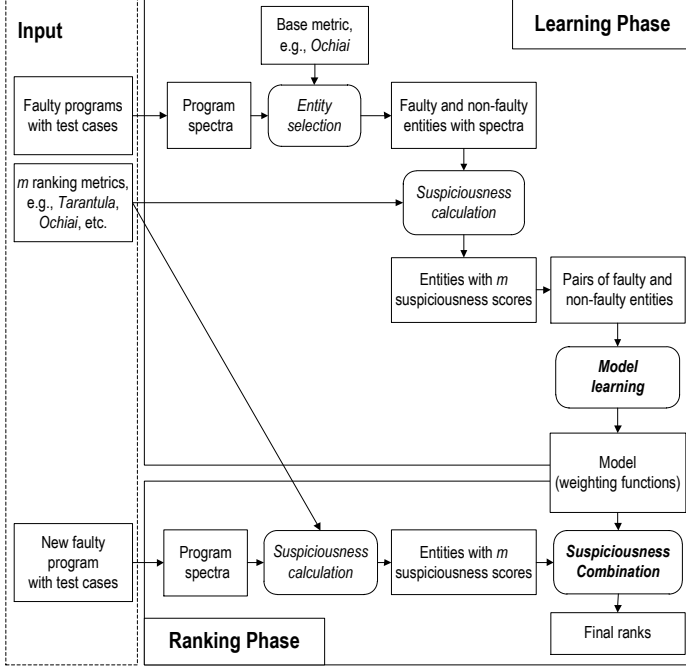 Input
Learning Phase
Base metric,
e.g., Ochiai
Faulty programs
with test cases
Program
spectra
Entity
selection
Faulty and non-faulty
entities with spectra
m ranking metrics,
e.g., Tarantula,
Ochiai, etc.
Suspiciousness
calculation
Entities with m
suspiciousness scores
Pairs of faulty and
non-faulty entities
Model
learning
Model
(weighting functions)
New faulty
program
with test cases
Program
spectra
Suspiciousness
calculation
Entities with m
suspiciousness scores
Suspiciousness
Combination
Final ranks
Ranking Phase